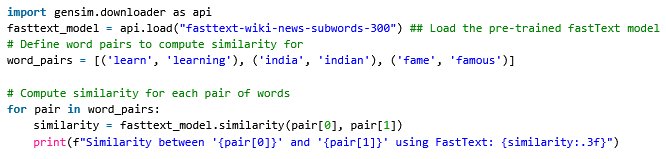 import gensim.downloader as api
fasttext_model = api.load("fasttext-wiki-news-subwords-300") ## Load the pre-trained fastText model
# Define word pairs to compute similarity for
word_pairs = [('learn', 'learning'), ('india', 'indian'), ('fame', 'famous')]

# Compute similarity for each pair of words
for pair in word_pairs:
    similarity = fasttext_model.similarity(pair[0], pair[1])
    print(f"Similarity between '{pair[0]}' and '{pair[1]}' using FastText: {similarity:.3f}")